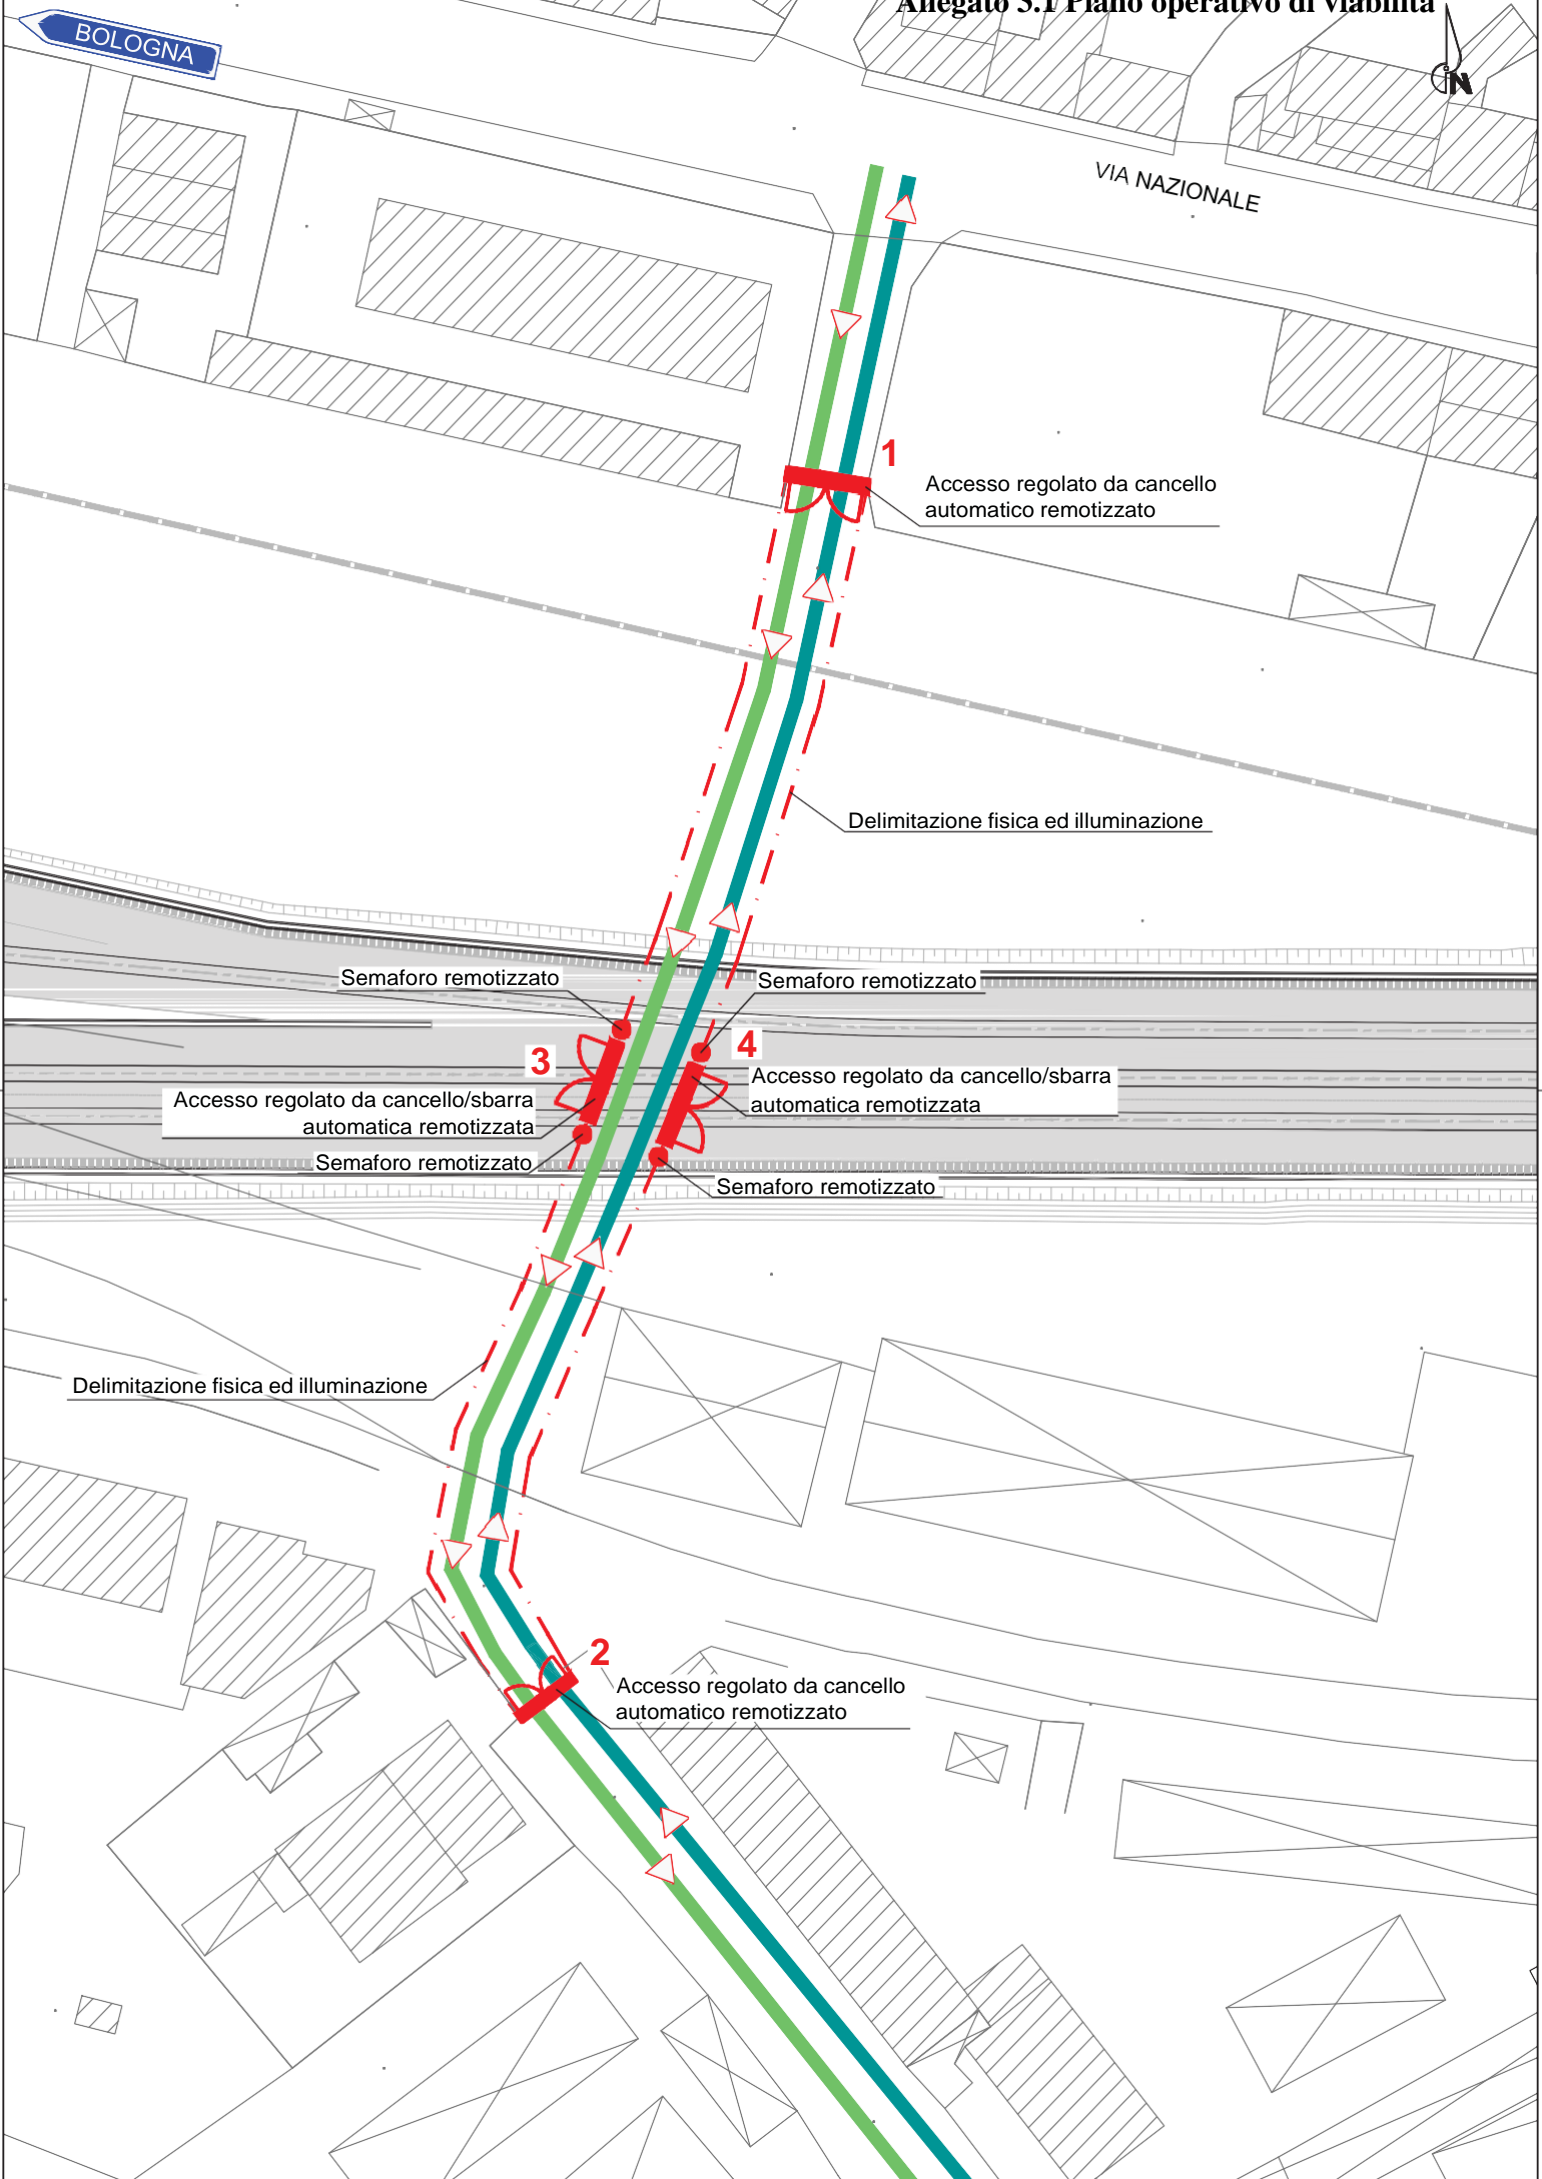 Allegato 3.1 Piano operativo di viabilità
BOLOGNA
N
VIA NAZIONALE
1
Accesso regolato da cancello
automatico remotizzato
Delimitazione fisica ed illuminazione
Semaforo remotizzato
Semaforo remotizzato
3
4
Accesso regolato da cancello/sbarra
automatica remotizzata
Accesso regolato da cancello/sbarra
automatica remotizzata
Semaforo remotizzato
Semaforo remotizzato
Delimitazione fisica ed illuminazione
2
Accesso regolato da cancello
automatico remotizzato